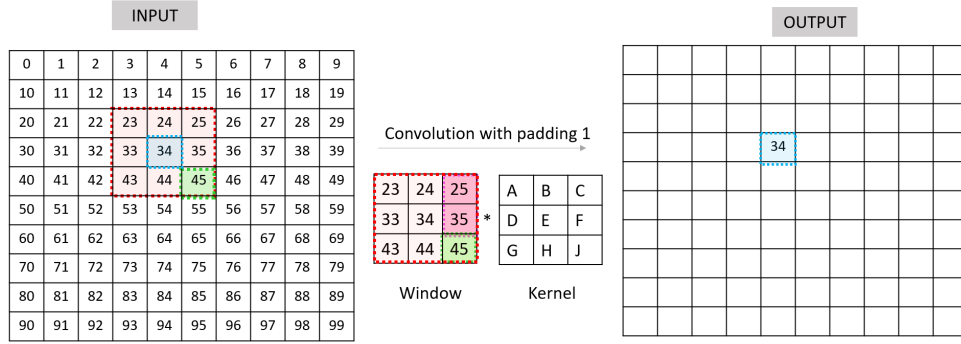 INPUT
OUTPUT
0 1 2 3 4 5 6 7 8 9
10 11 12 13 14 15 16 17 18 19
20 21 22 23 24 25 26 27 28 29
30 31 32 33 34 35 36 37 38 39
40 41 42 43 44 45 46 47 48 49
50 51 52 53 54 55 56 57 58 59
60 61 62 63 64 65 66 67 68 69
70 71 72 73 74 75 76 77 78 79
80 81 82 83 84 85 86 87 88 89
90 91 92 93 94 95 96 97 98 99
Convolution with padding 1
23 24 25
33 34 35
43 44 45
*
A B C
D E F
G H J
Window
Kernel
34